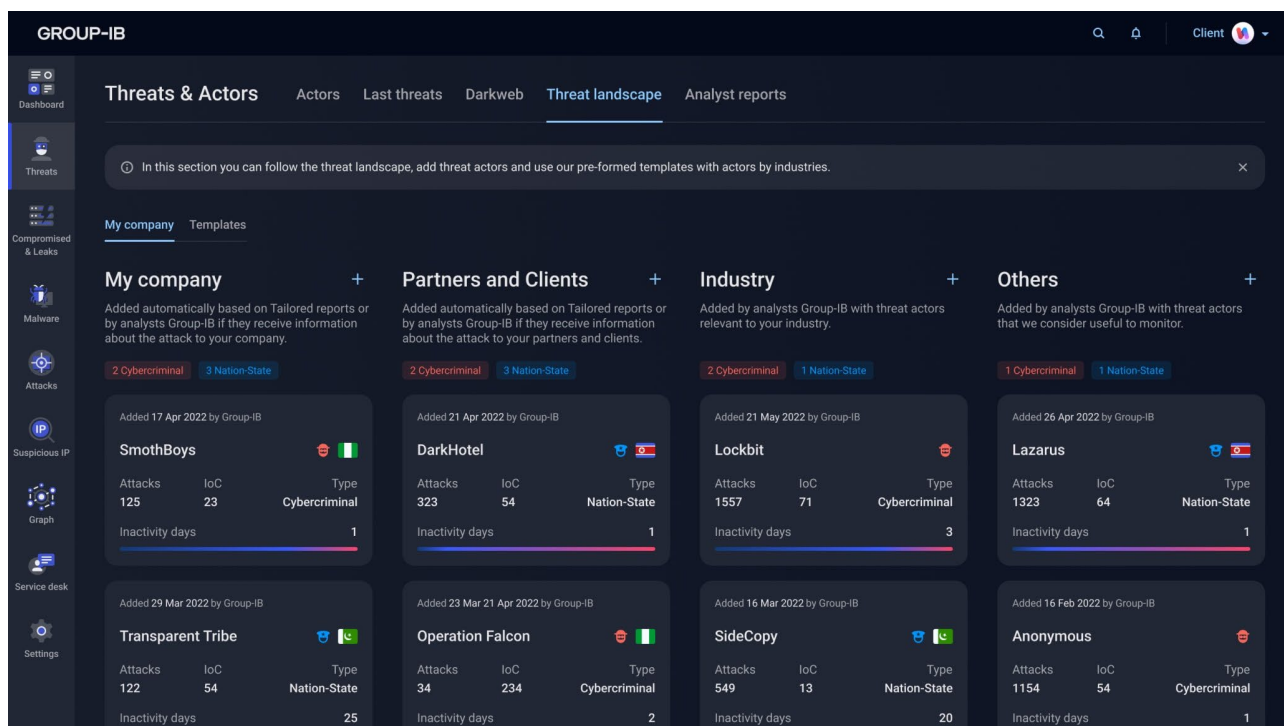 GROUP-IB
Client
Dashboard
Threats
Compromised
& Leaks
Malware
Attacks
IP
Suspicious IP
Graph
Service desk
Settings
Threats & Actors
Actors
Last threats
Darkweb
Threat landscape
Analyst reports
In this section you can follow the threat landscape, add threat actors and use our pre-formed templates with actors by industries.
My company
Templates
My company +
Added automatically based on Tailored reports or
by analysts Group-IB if they receive information
about the attack to your company.
2 Cybercriminal 3 Nation-State
Added 17 Apr 2022 by Group-IB
SmothBoys
Attacks IoC Type
125 23 Cybercriminal
Inactivity days 1
Added 29 Mar 2022 by Group-IB
Transparent Tribe
Attacks IoC Type
122 54 Nation-State
Inactivity days 25
Partners and Clients +
Added automatically based on Tailored reports or
by analysts Group-IB if they receive information
about the attack to your partners and clients.
2 Cybercriminal 3 Nation-State
Added 21 Apr 2022 by Group-IB
DarkHotel
Attacks IoC Type
323 54 Nation-State
Inactivity days 1
Added 23 Mar 21 Apr 2022 by Group-IB
Operation Falcon
Attacks IoC Type
34 234 Cybercriminal
Inactivity days 2
Industry +
Added by analysts Group-IB with threat actors
relevant to your industry.
2 Cybercriminal 1 Nation-State
Added 21 May 2022 by Group-IB
Lockbit
Attacks IoC Type
1557 71 Cybercriminal
Inactivity days 3
Added 16 Mar 2022 by Group-IB
SideCopy
Attacks IoC Type
549 13 Nation-State
Inactivity days 20
Others +
Added by analysts Group-IB with threat actors
that we consider useful to monitor.
1 Cybercriminal 1 Nation-State
Added 26 Apr 2022 by Group-IB
Lazarus
Attacks IoC Type
1323 64 Nation-State
Inactivity days 1
Added 16 Feb 2022 by Group-IB
Anonymous
Attacks IoC Type
1154 54 Cybercriminal
Inactivity days 1